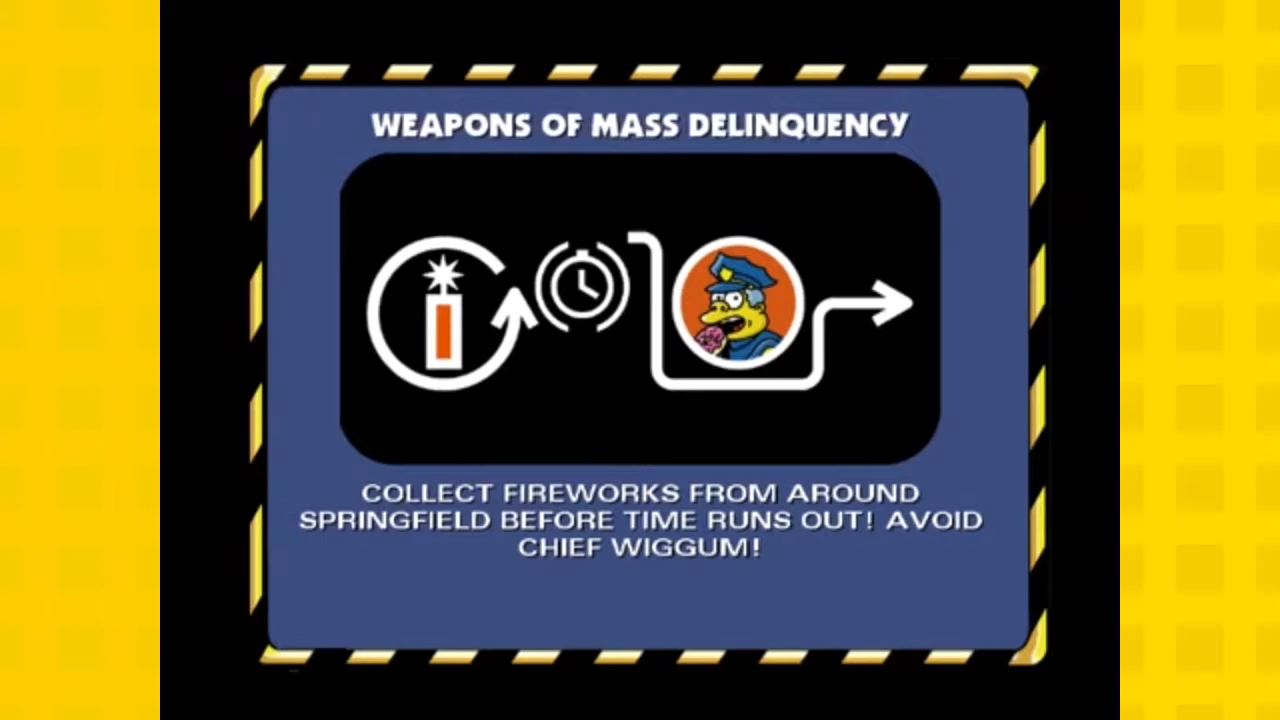 WEAPONS OF MASS DELINQUENCY
COLLECT FIREWORKS FROM AROUND
SPRINGFIELD BEFORE TIME RUNS OUT! AVOID
CHIEF WIGGUM!